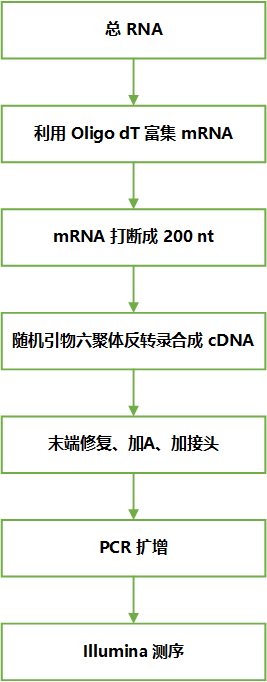 总 RNA
利用 Oligo dT 富集 mRNA
mRNA 打断成 200 nt
随机引物六聚体反转录合成 cDNA
末端修复、加A、加接头
PCR 扩增
Illumina 测序